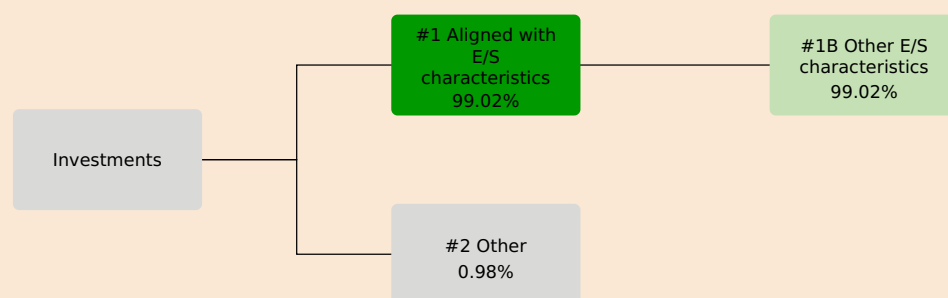 #1 Aligned with
E/S
characteristics
99.02%
#1B Other E/S
characteristics
99.02%
Investments
#2 Other
0.98%